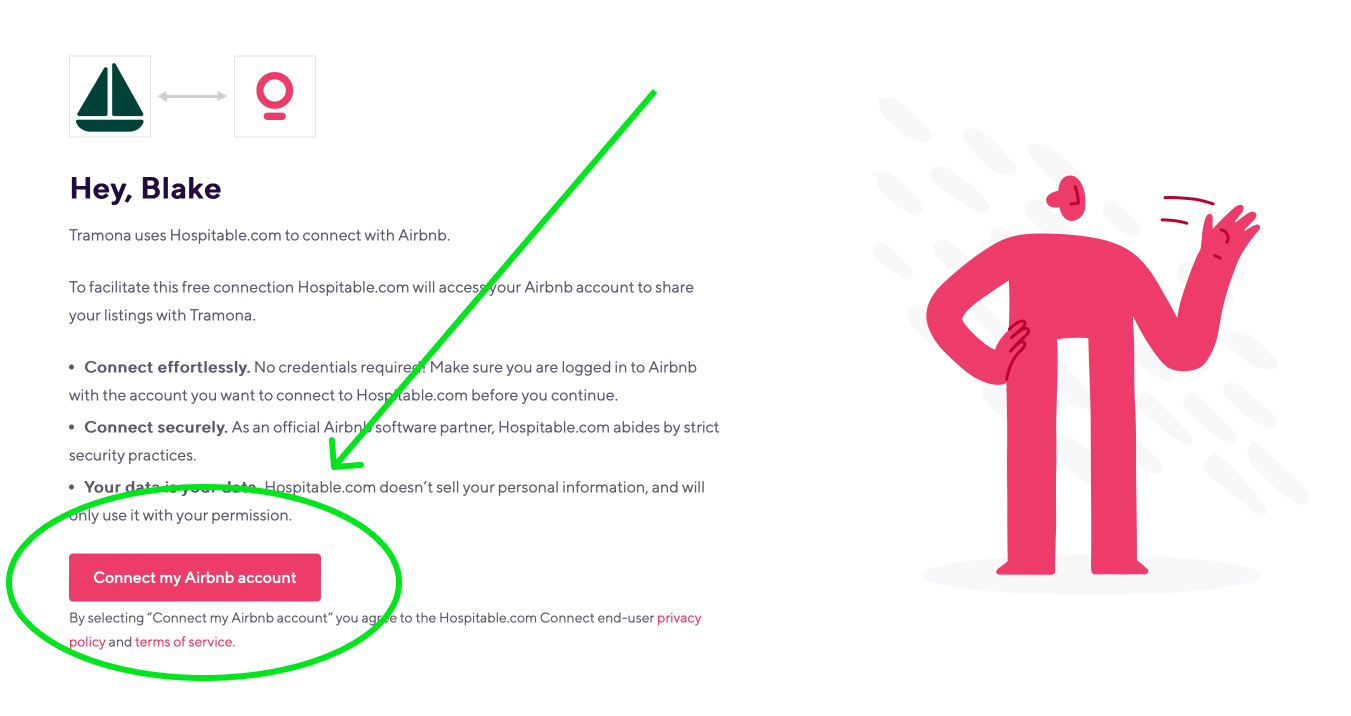 Hey, Blake
Tramona uses Hospitable.com to connect with Airbnb.
To facilitate this free connection Hospitable.com will access your Airbnb account to share
your listings with Tramona.
• Connect effortlessly. No credentials required! Make sure you are logged in to Airbnb
with the account you want to connect to Hospitable.com before you continue.
• Connect securely. As an official Airbnb software partner, Hospitable.com abides by strict
security practices.
• Your data is your data. Hospitable.com doesn’t sell your personal information, and will
only use it with your permission.
Connect my Airbnb account
By selecting “Connect my Airbnb account” you agree to the Hospitable.com Connect end-user privacy
policy and terms of service.